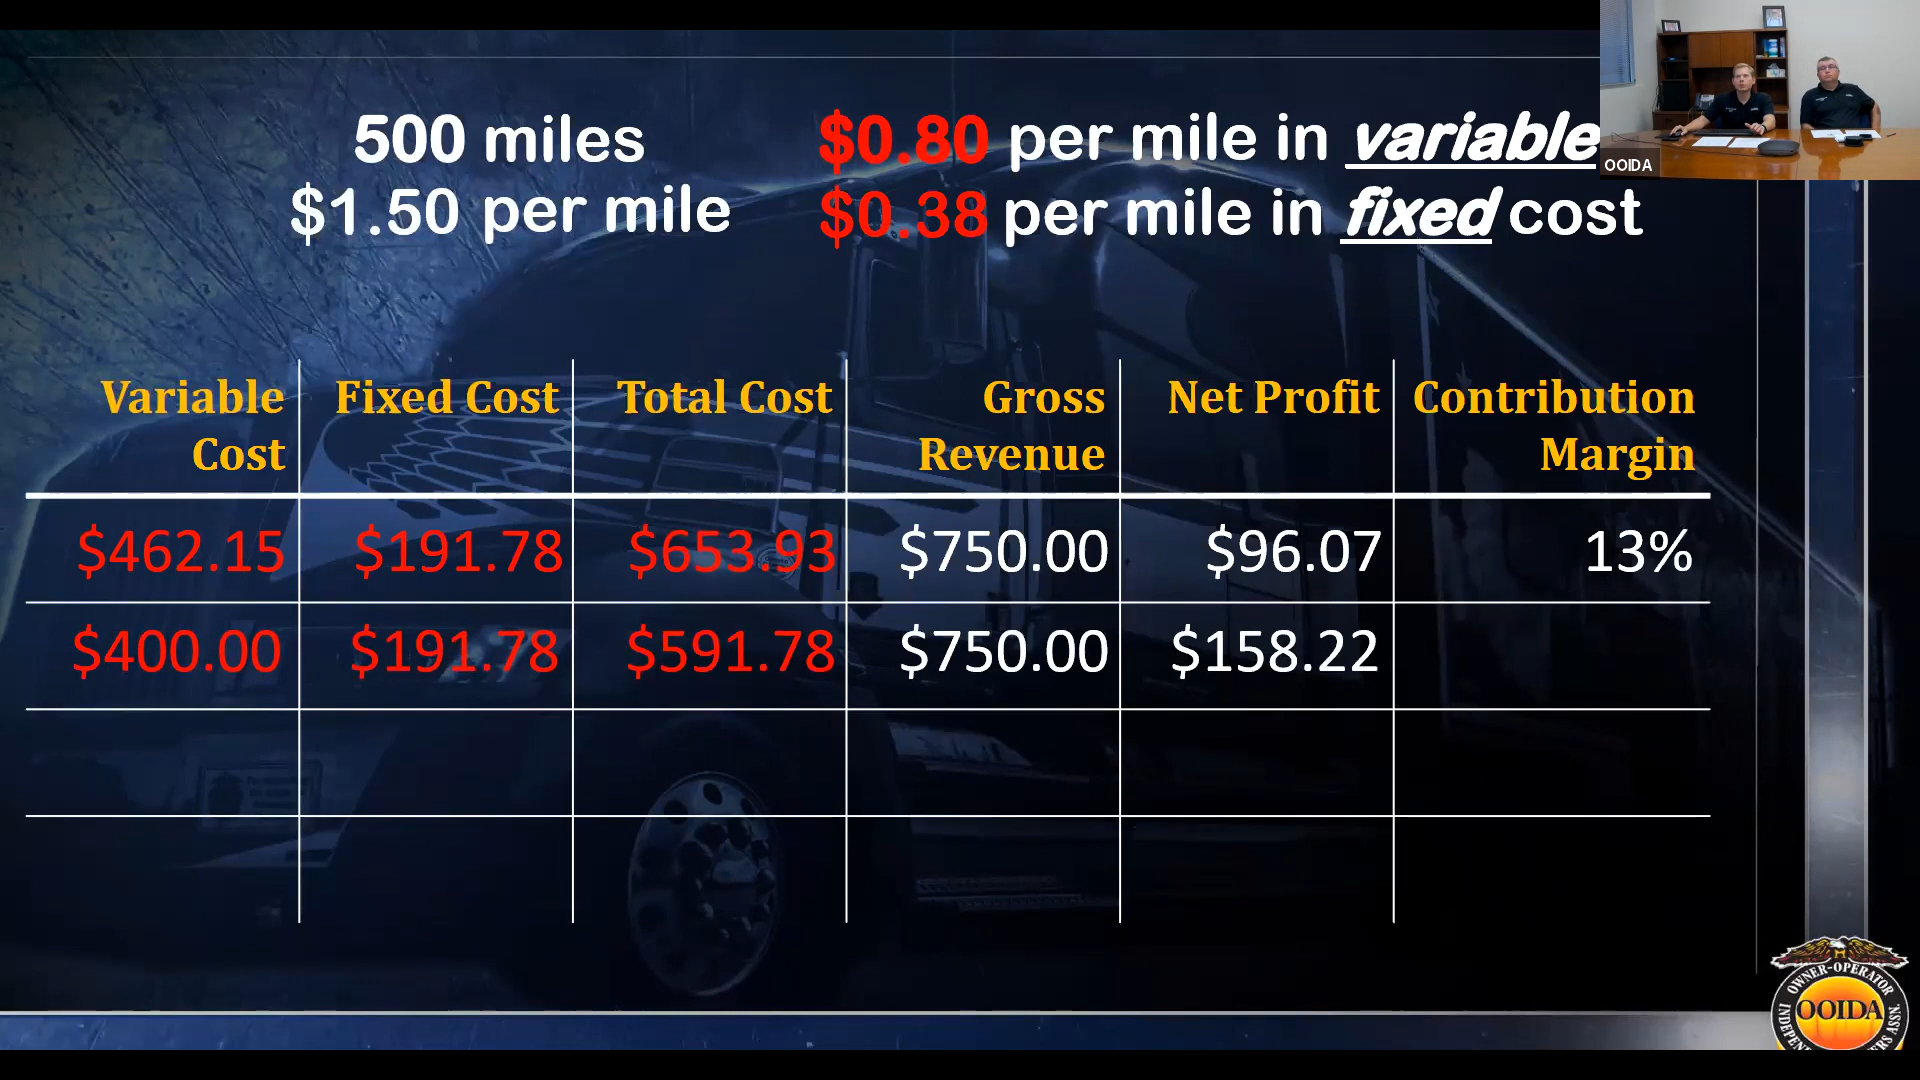 500 miles
$1.50 per mile
$0.80 per mile in variable
$0.38 per mile in fixed cost
OOIDA
Variable Cost
Fixed Cost
Total Cost
Gross Revenue
Net Profit
Contribution Margin
$462.15 $191.78 $653.93 $750.00 $96.07 13%
$400.00 $191.78 $591.78 $750.00 $158.22
OWNER-OPERATOR
OOIDA